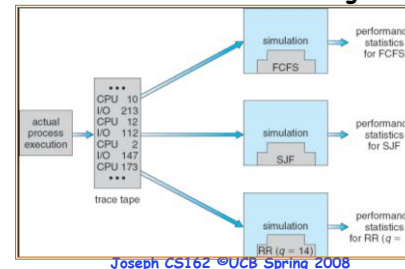 performanc
simulation
statistics
for FCFS
FCFS
•••
CPU 10
I/O 213
actual
process
execution
CPU 12
I/O 112
CPU 2
I/O 147
CPU 173
•••
trace tape
performanc
simulation
statistics
for SJF
SJF
performanc
simulation
statistics
for RR (q =
RR (q = 14)
Joseph CS162 ©UCB Spring 2008